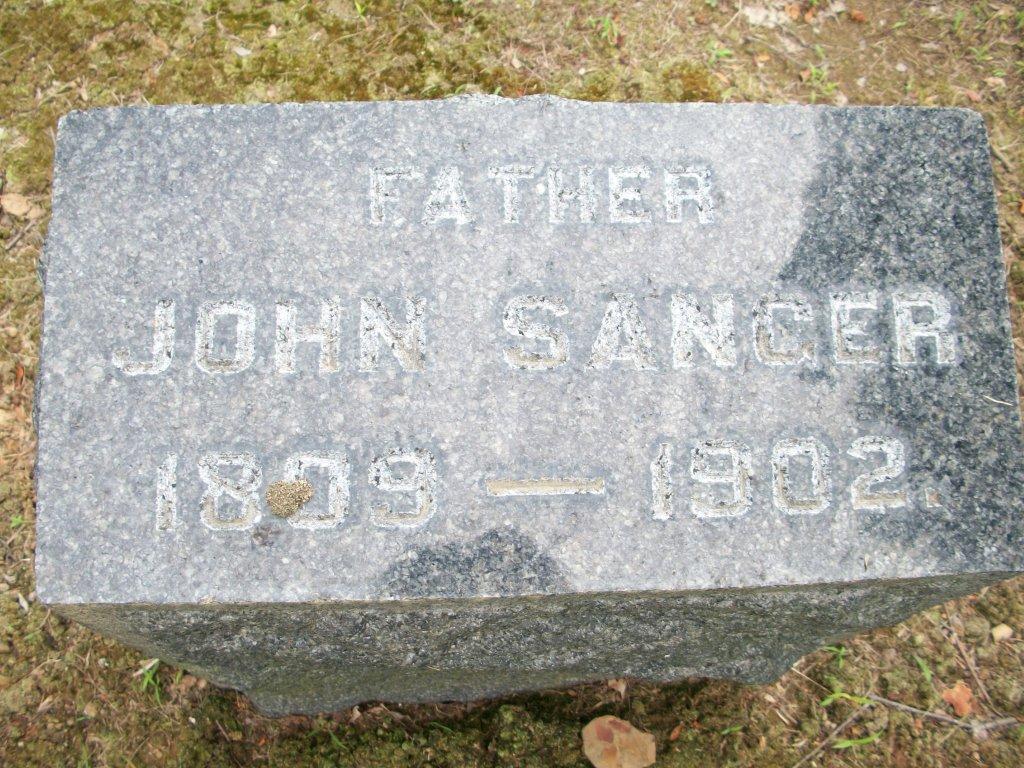 FATHER
JOHN SANGER
1809 — 1902.